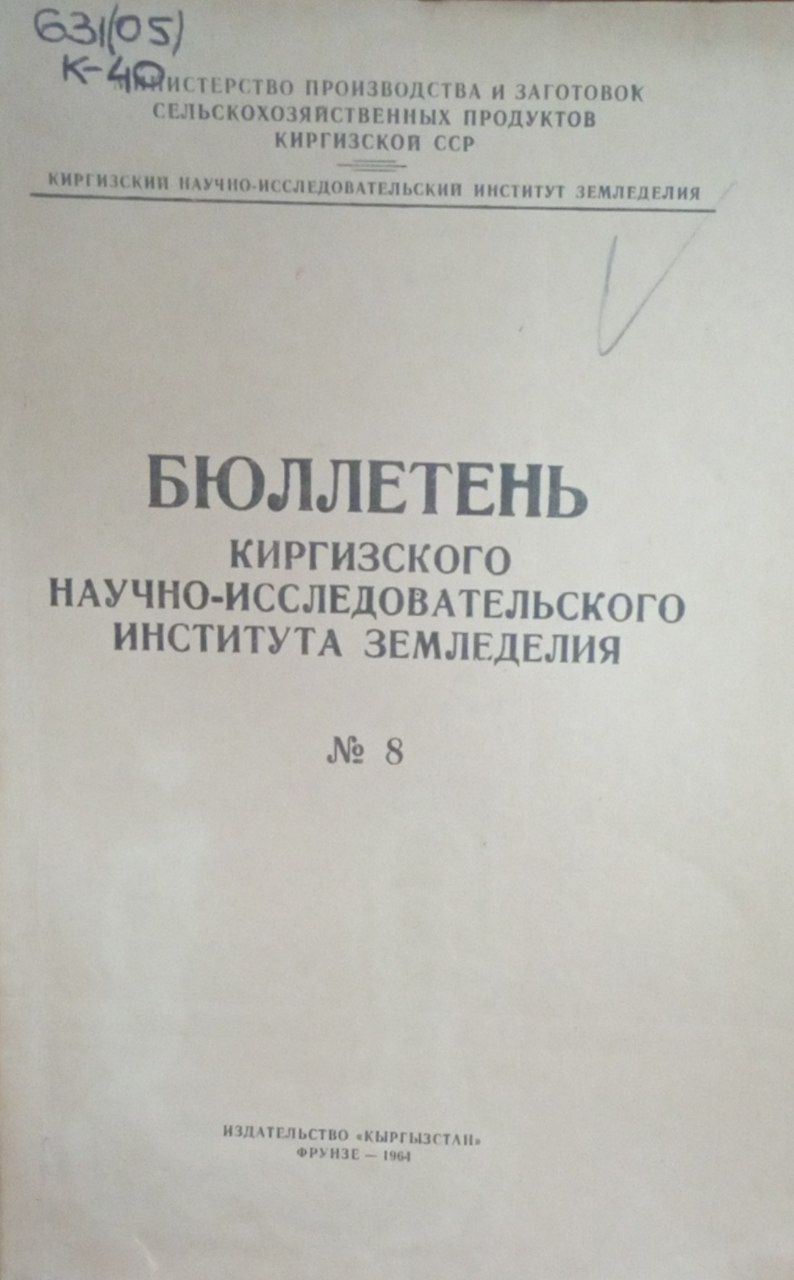 631(05)
К-40
МИНИСТЕРСТВО ПРОИЗВОДСТВА И ЗАГОТОВОК
СЕЛЬСКОХОЗЯЙСТВЕННЫХ ПРОДУКТОВ
КИРГИЗСКОЙ ССР
КИРГИЗСКИЙ НАУЧНО-ИССЛЕДОВАТЕЛЬСКИЙ ИНСТИТУТ ЗЕМЛЕДЕЛИЯ
БЮЛЛЕТЕНЬ
КИРГИЗСКОГО
НАУЧНО-ИССЛЕДОВАТЕЛЬСКОГО
ИНСТИТУТА ЗЕМЛЕДЕЛИЯ
№ 8
ИЗДАТЕЛЬСТВО «КЫРГЫЗСТАН»
ФРУНЗЕ — 1964